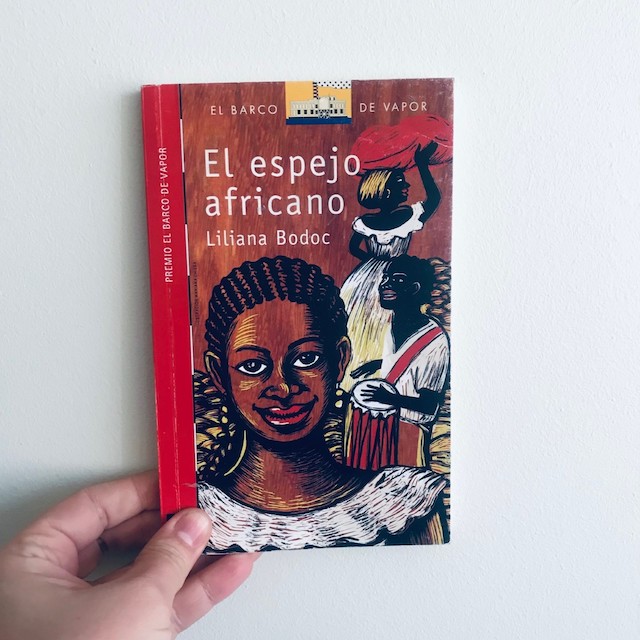 EL BARCO DE VAPOR
El espejo
africano
Liliana Bodoc
PREMIO EL BARCO DE VAPOR